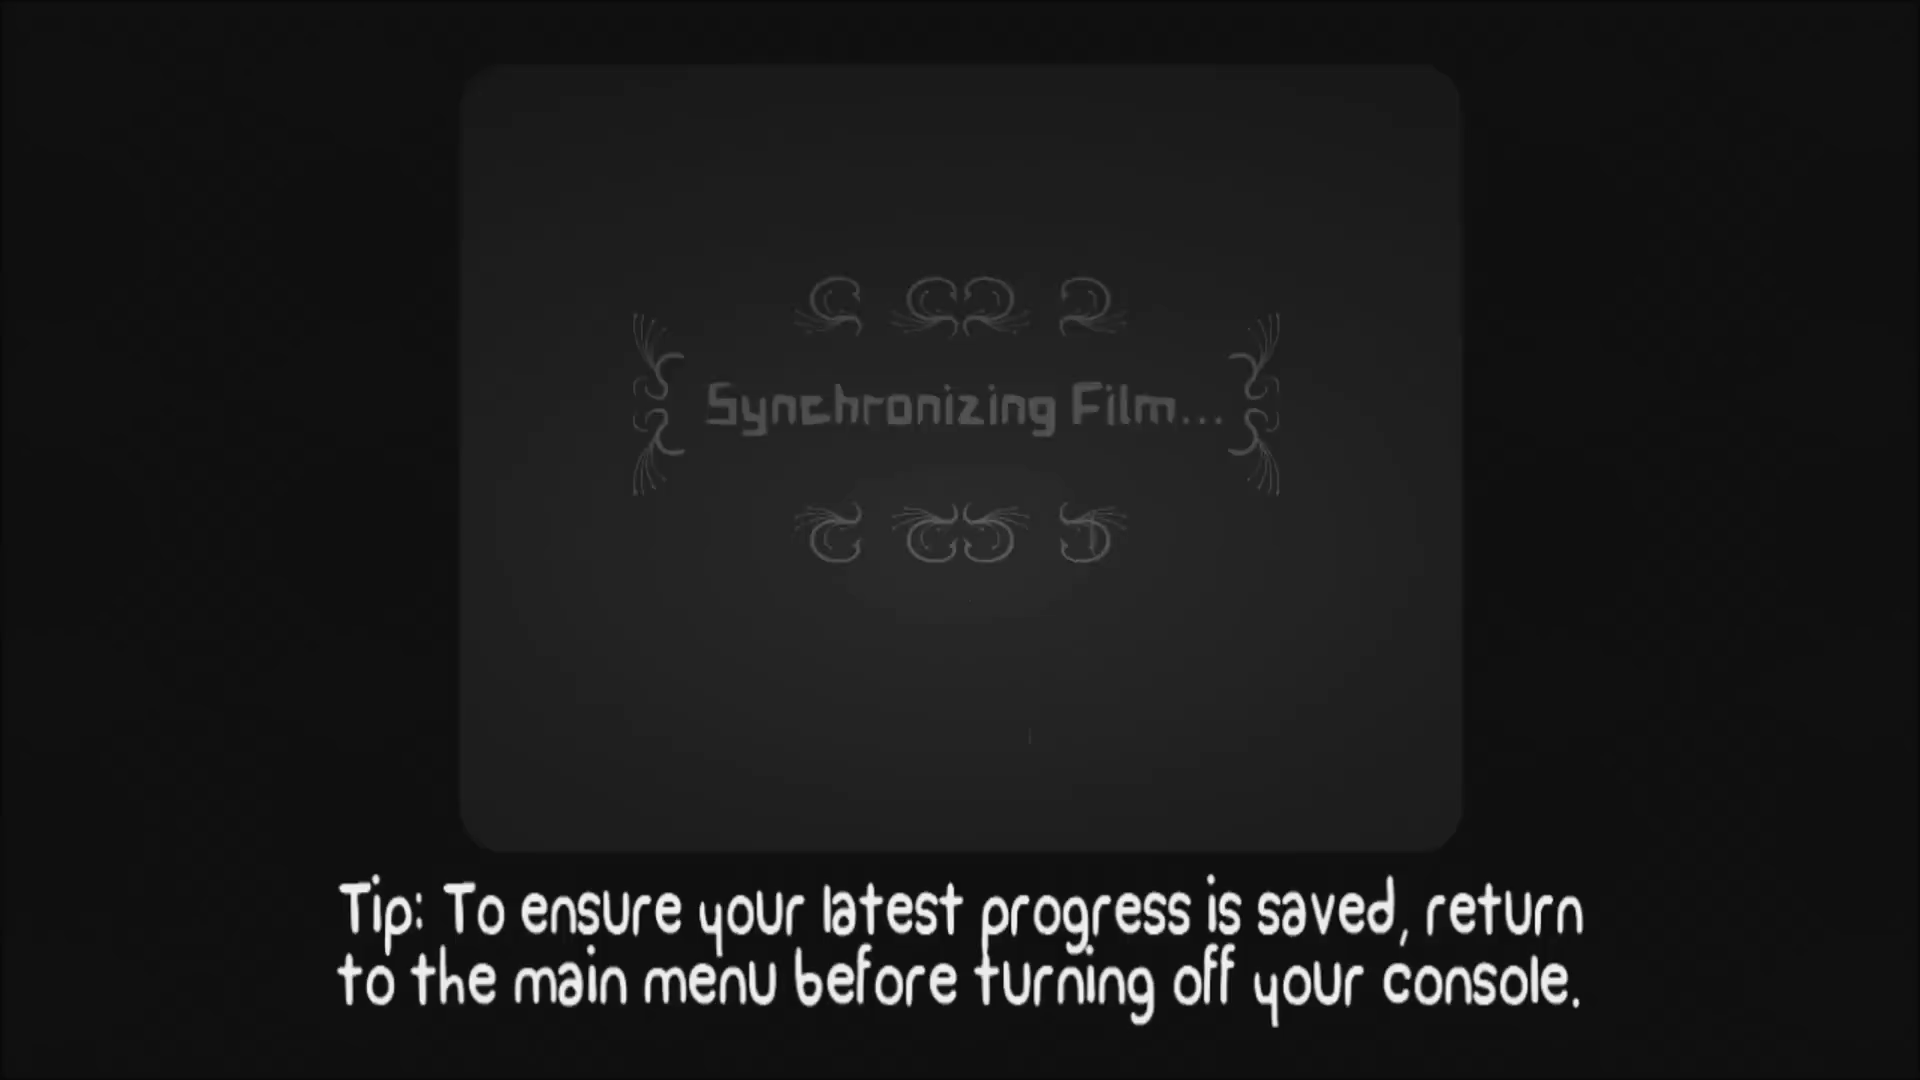 Synchronizing Film...
Tip: To ensure your latest progress is saved, return
to the main menu before turning off your console.